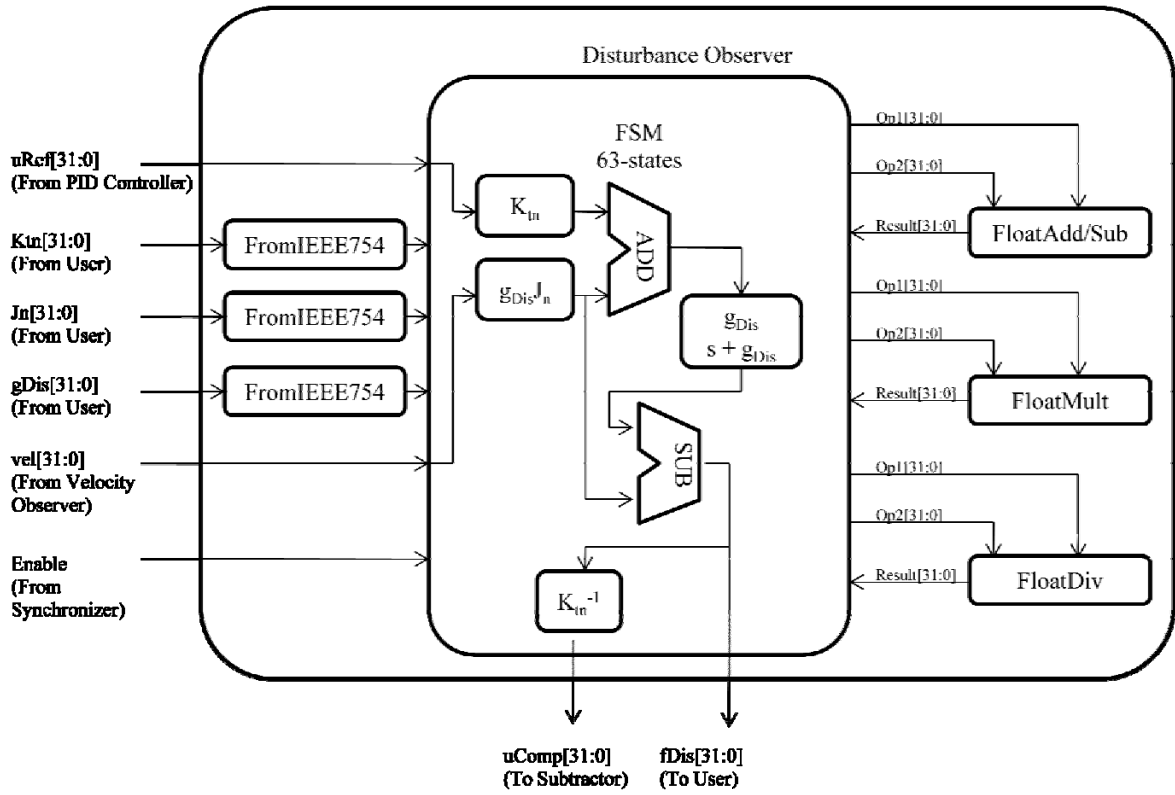 Disturbance Observer
FSM
63-states
uRef[31:0]
(From PID Controller)
Ktn[31:0]
(From User)
Jn[31:0]
(From User)
gDis[31:0]
(From User)
vel[31:0]
(From Velocity
Observer)
Enable
(From
Synchronizer)
FromIEEE754
FromIEEE754
FromIEEE754
Ktn
gDisJn
ADD
gDis
s + gDis
SUB
Ktn-1
Op1[31:0]
Op2[31:0]
Result[31:0]
FloatAdd/Sub
Op1[31:0]
Op2[31:0]
Result[31:0]
FloatMult
Op1[31:0]
Op2[31:0]
Result[31:0]
FloatDiv
uComp[31:0]
(To Subtractor)
fDis[31:0]
(To User)